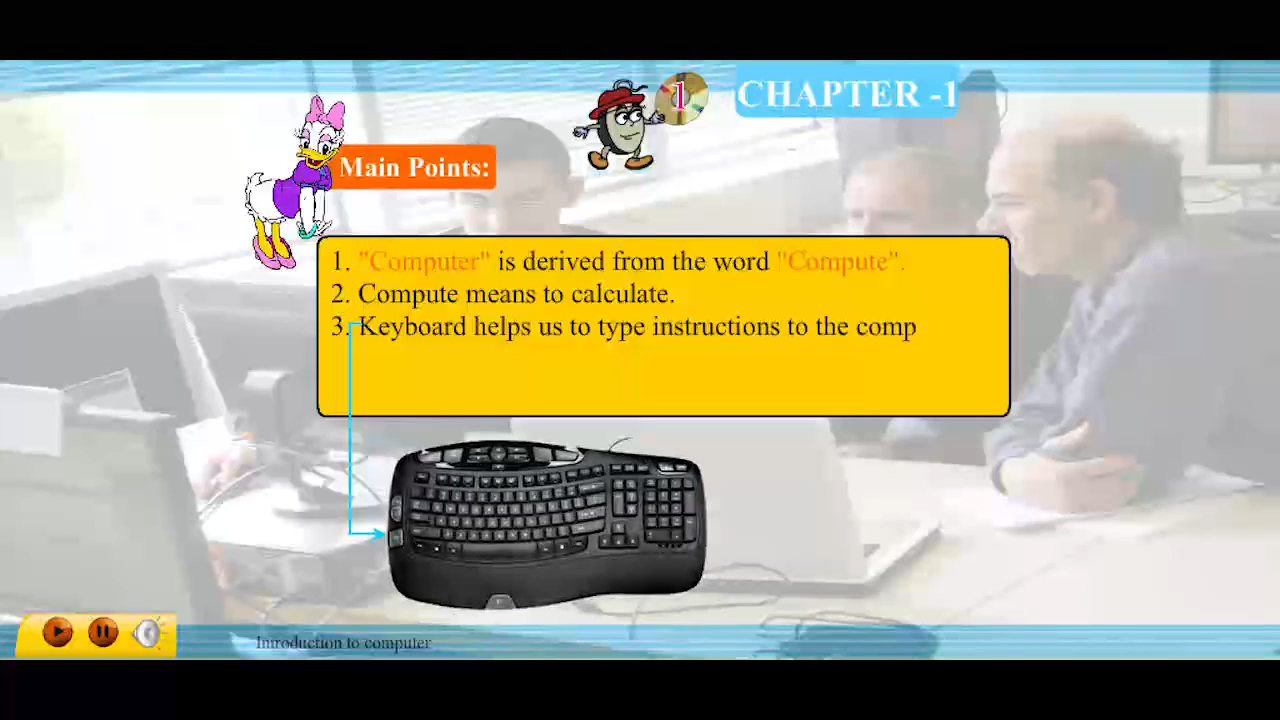 1
CHAPTER -1
Main Points:
1. "Computer" is derived from the word "Compute".
2. Compute means to calculate.
3. Keyboard helps us to type instructions to the comp
Introduction to computer